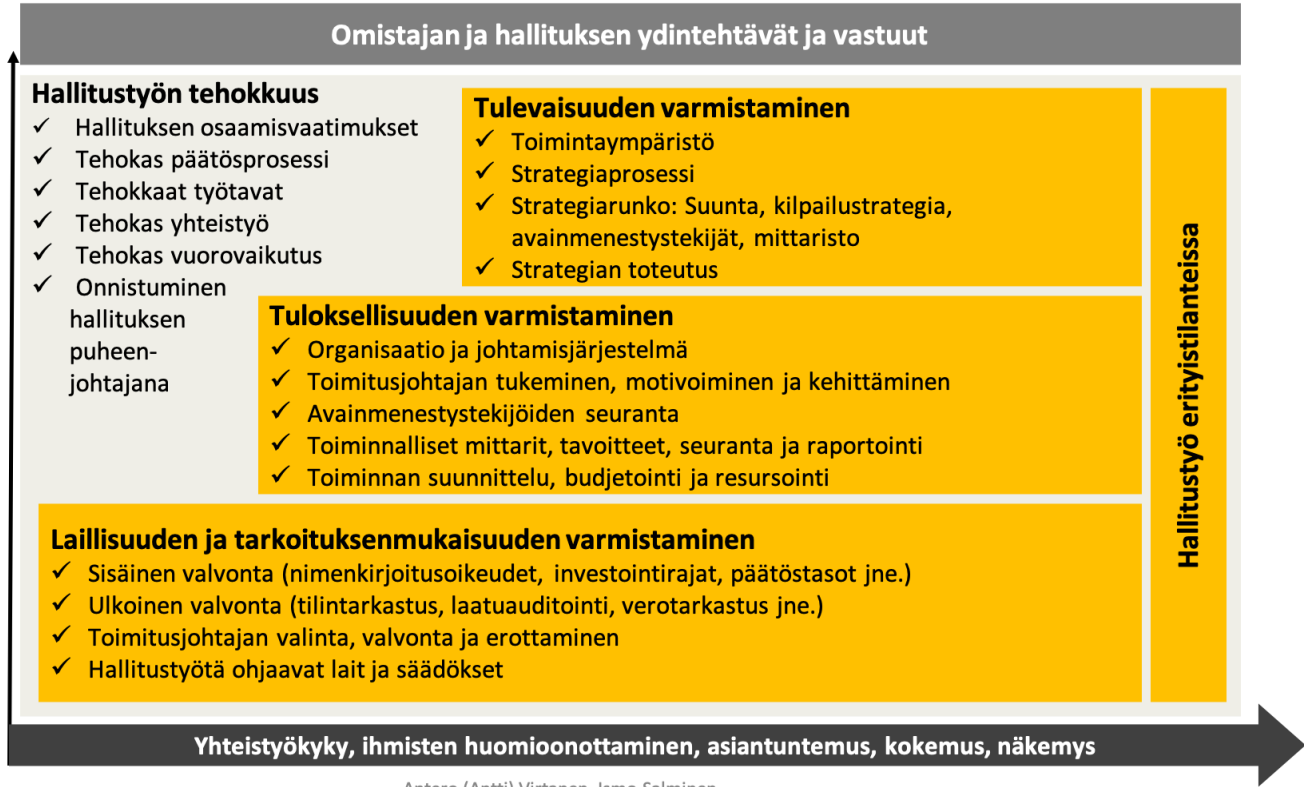 Omistajan ja hallituksen ydintehtävät ja vastuut
Hallitustyön tehokkuus
✓ Hallituksen osaamisvaatimukset
✓ Tehokas päätösprosessi
✓ Tehokkaat työtavat
✓ Tehokas yhteistyö
✓ Tehokas vuorovaikutus
✓ Onnistuminen
hallituksen
puheen-
johtajana
Tulevaisuuden varmistaminen
✓ Toimintaympäristö
✓ Strategiaprosessi
✓ Strategiarunko: Suunta, kilpailustrategia,
avainmenestystekijät, mittaristo
✓ Strategian toteutus
Tuloksellisuuden varmistaminen
✓ Organisaatio ja johtamisjärjestelmä
✓ Toimitusjohtajan tukeminen, motivoiminen ja kehittäminen
✓ Avainmenestystekijöiden seuranta
✓ Toiminnalliset mittarit, tavoitteet, seuranta ja raportointi
✓ Toiminnan suunnittelu, budjetointi ja resursointi
Laillisuuden ja tarkoituksenmukaisuuden varmistaminen
✓ Sisäinen valvonta (nimenkirjoitusoikeudet, investointirajat, päätöstasot jne.)
✓ Ulkoinen valvonta (tilintarkastus, laatuauditointi, verotarkastus jne.)
✓ Toimitusjohtajan valinta, valvonta ja erottaminen
✓ Hallitustyötä ohjaavat lait ja säädökset
Hallitustyö erityistilanteissa
Yhteistyökyky, ihmisten huomioonottaminen, asiantuntemus, kokemus, näkemys
(Antti) Virtanen